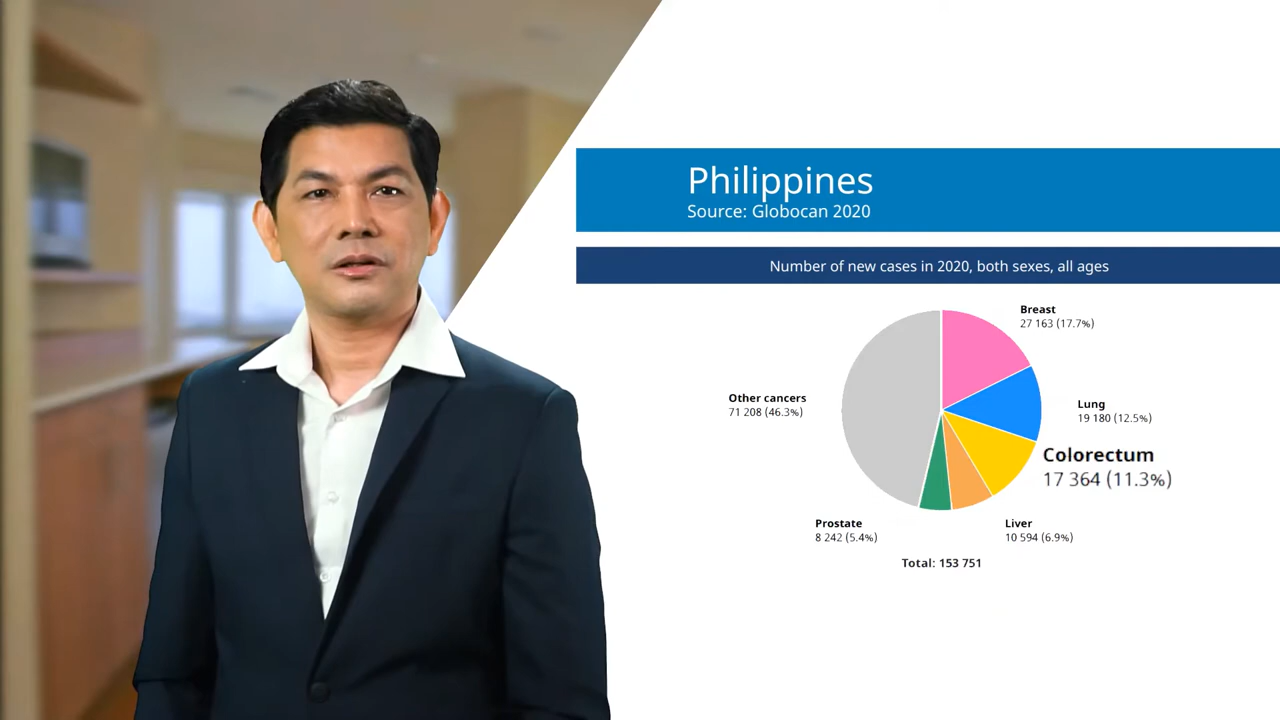 Philippines
Source: Globocan 2020
Number of new cases in 2020, both sexes, all ages
Breast
27 163 (17.7%)
Lung
19 180 (12.5%)
Colorectum
17 364 (11.3%)
Liver
10 594 (6.9%)
Prostate
8 242 (5.4%)
Other cancers
71 208 (46.3%)
Total: 153 751